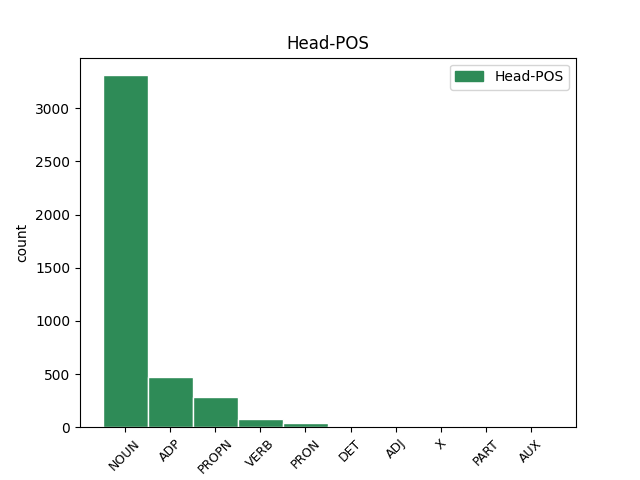 Head-POS
Head-POS
3000
2500
2000
1500
1000
500
0
count
NOUN
ADP
PROPN
VERB
PRON
DET
ADJ
X
PART
AUX